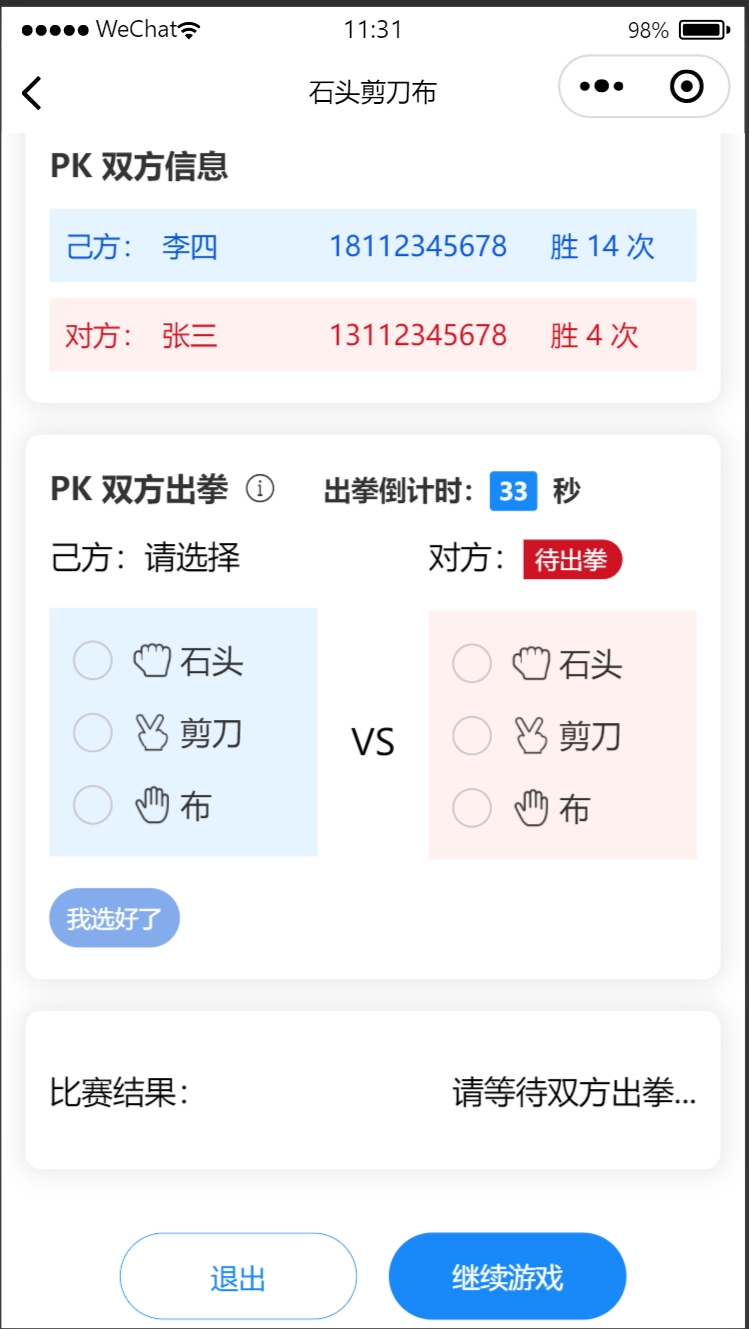 WeChat 11:31 98%
石头剪刀布
PK 双方信息
己方： 李四 18112345678 胜 14 次
对方： 张三 13112345678 胜 4 次
PK 双方出拳 出拳倒计时： 33 秒
己方：请选择 对方： 待出拳
石头 石头
剪刀 VS 剪刀
布 布
我选好了
比赛结果： 请等待双方出拳...
退出 继续游戏